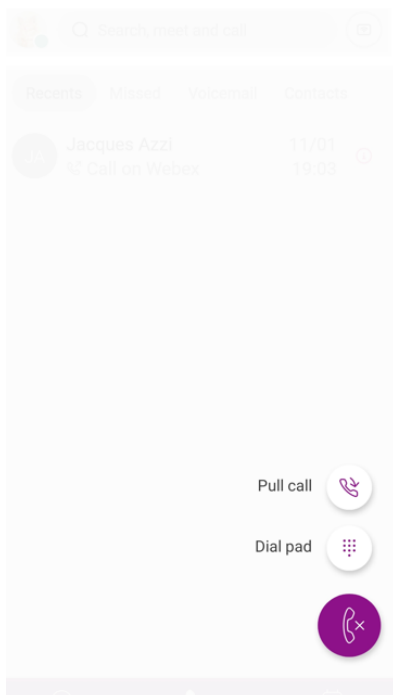 Search, meet and call
Recents Missed Voicemail Contacts
Jacques Azzi 11/01
Call on Webex 19:03
Pull call
Dial pad